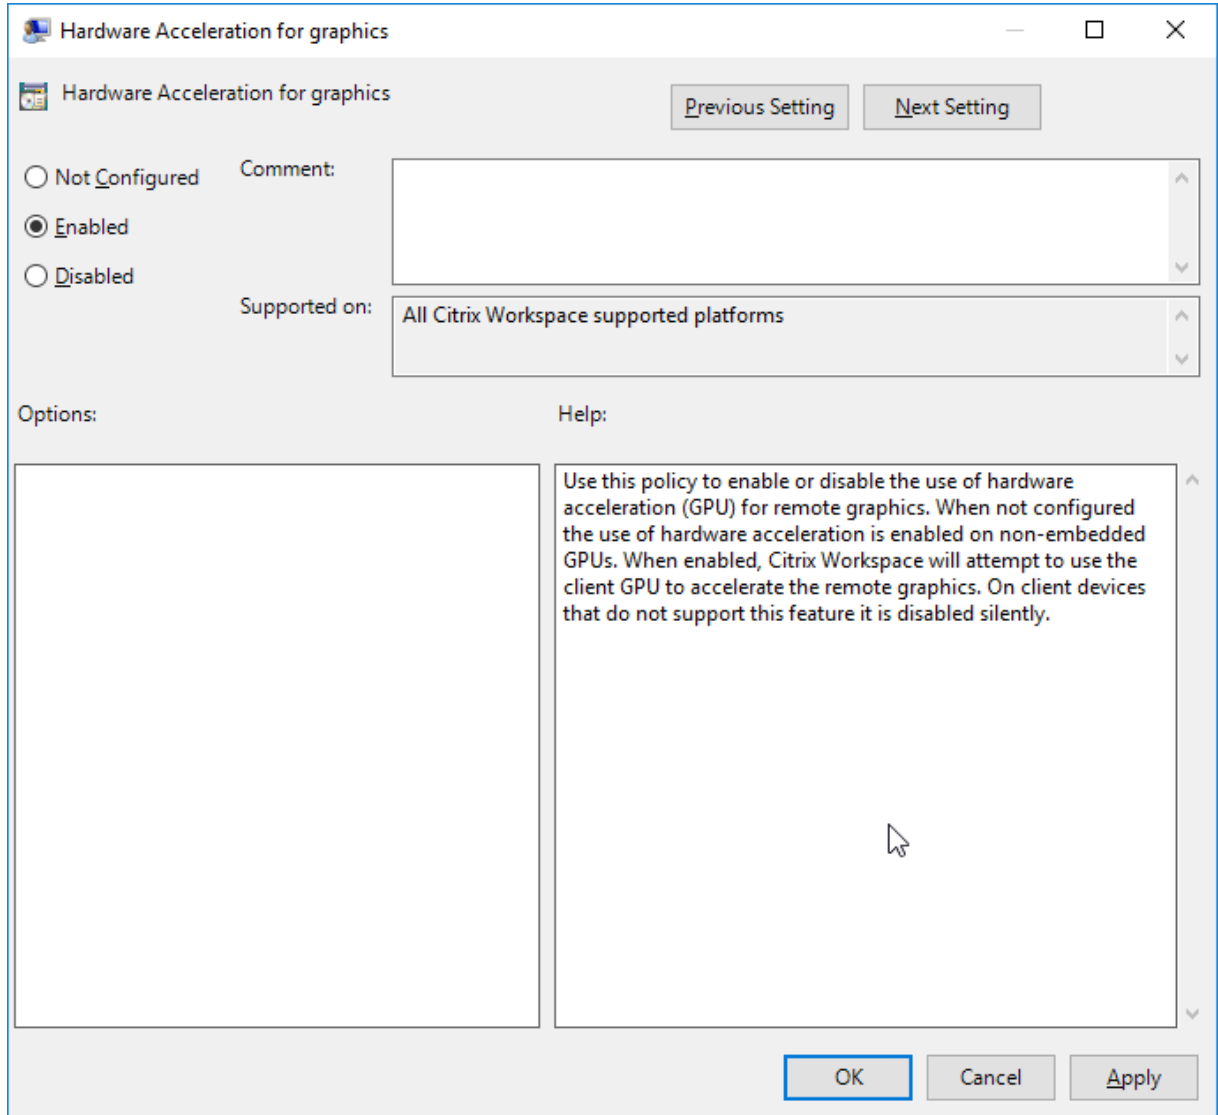 Hardware Acceleration for graphics
Hardware Acceleration for graphics
Previous Setting
Next Setting
Not Configured
Comment:
Enabled
Disabled
Supported on:
All Citrix Workspace supported platforms
Options:
Help:
Use this policy to enable or disable the use of hardware
acceleration (GPU) for remote graphics. When not configured
the use of hardware acceleration is enabled on non-embedded
GPUs. When enabled, Citrix Workspace will attempt to use the
client GPU to accelerate the remote graphics. On client devices
that do not support this feature it is disabled silently.
OK
Cancel
Apply